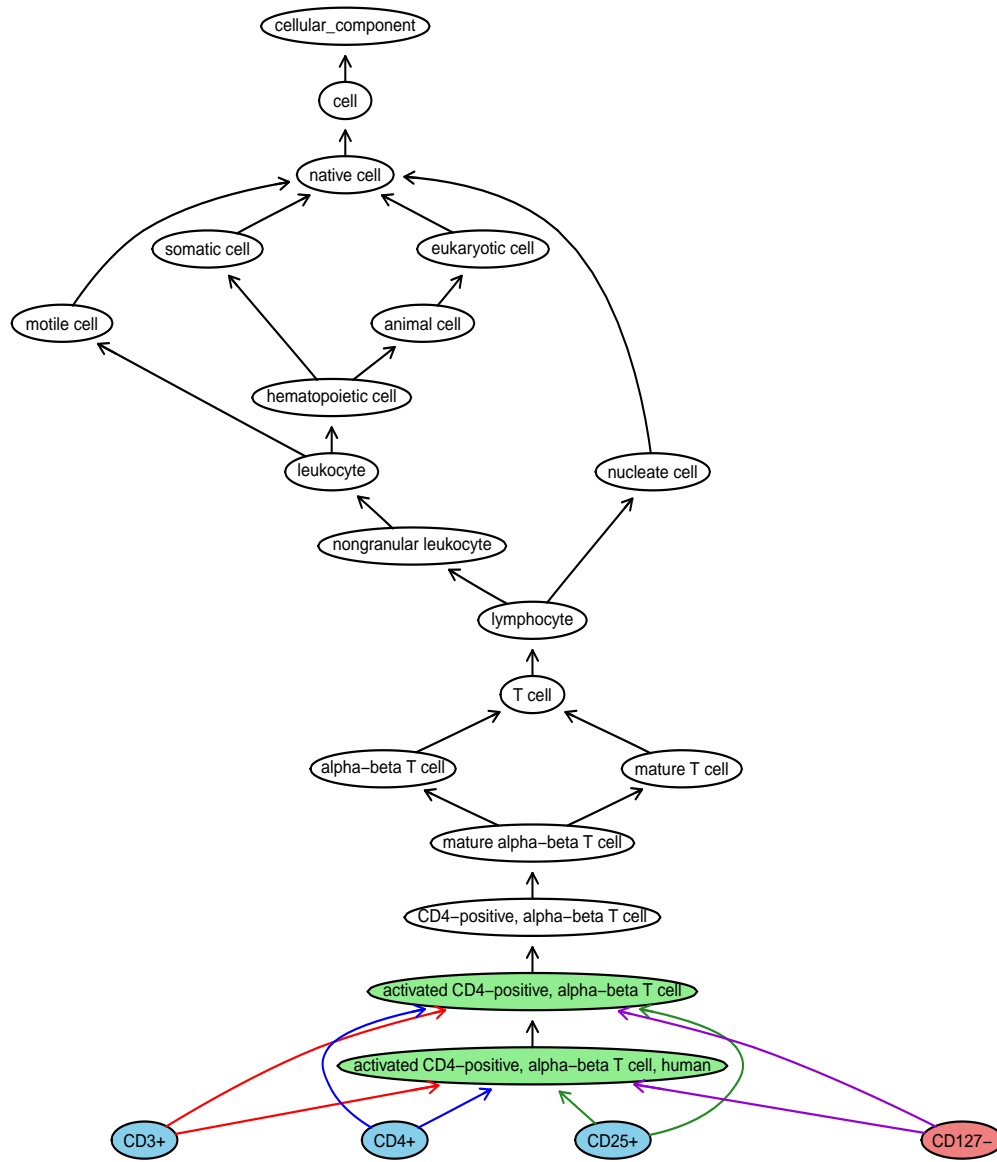 cellular_component
cell
native cell
somatic cell
eukaryotic cell
motile cell
animal cell
hematopoietic cell
leukocyte
nucleate cell
nongranular leukocyte
lymphocyte
T cell
alpha−beta T cell
mature T cell
mature alpha−beta T cell
CD4−positive, alpha−beta T cell
activated CD4−positive, alpha−beta T cell
activated CD4−positive, alpha−beta T cell, human
CD3+
CD4+
CD25+
CD127−